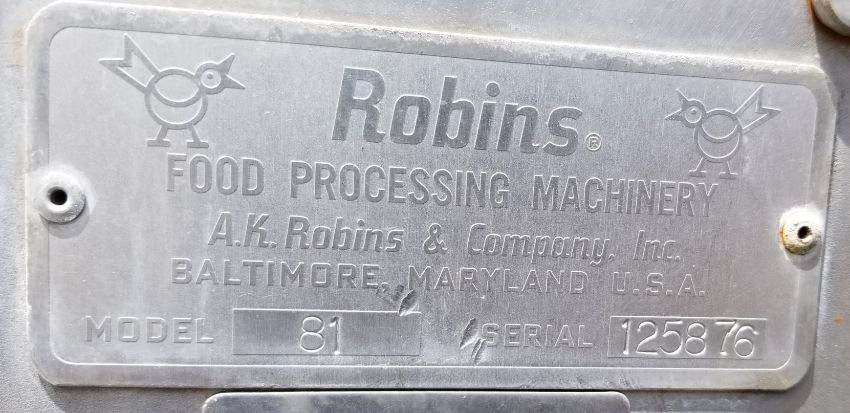 Robins®
FOOD PROCESSING MACHINERY
A.K. Robins & Company, Inc.
BALTIMORE, MARYLAND U.S.A.
MODEL 81 SERIAL 125876